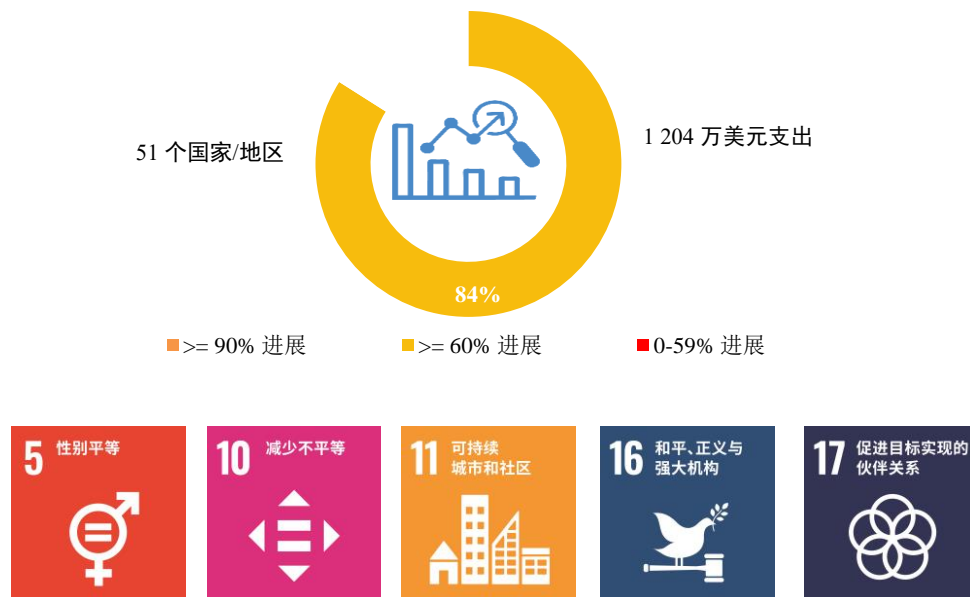 51 个国家/地区
1 204 万美元支出
84%
>= 90% 进展
>= 60% 进展
0-59% 进展
5 性别平等
10 减少不平等
11 可持续
城市和社区
16 和平、正义与
强大机构
17 促进目标实现的
伙伴关系